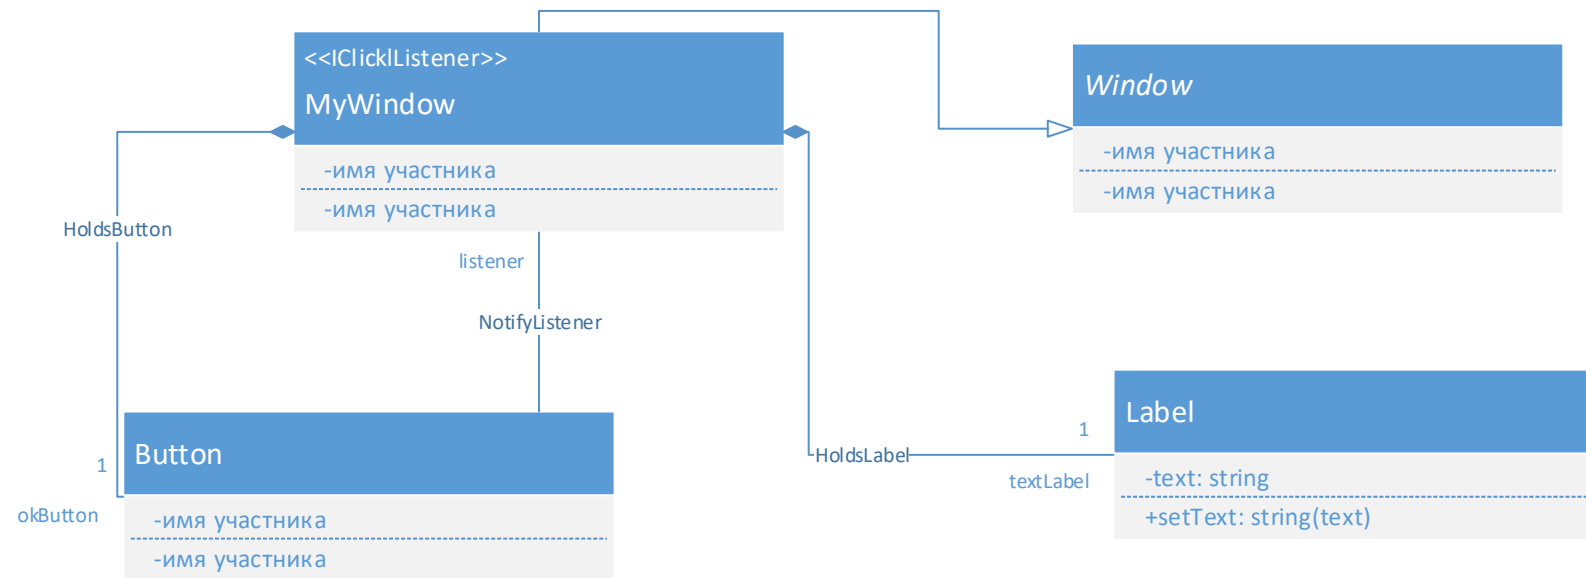 <<IClicklListener>>
MyWindow
-имя участника
-имя участника
Window
-имя участника
-имя участника
HoldsButton
listener
NotifyListener
Button
-имя участника
-имя участника
1
okButton
HoldsLabel
1
textLabel
Label
-text: string
+setText: string(text)